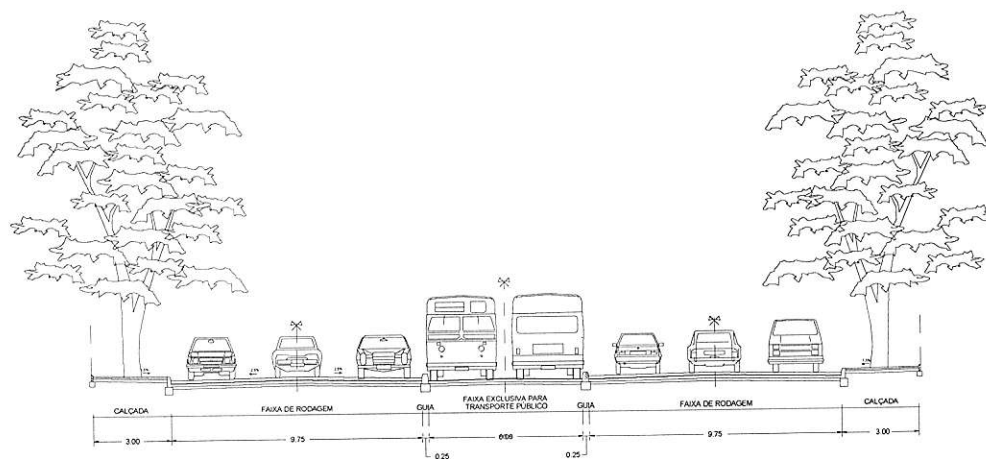 FAIXA EXCLUSIVA PARA
CALÇADA FAIXA DE RODAGEM GUIA TRANSPORTE PÚBLICO GUIA FAIXA DE RODAGEM CALÇADA
3.00 9.75 9.75 3.00
0.25 0.25